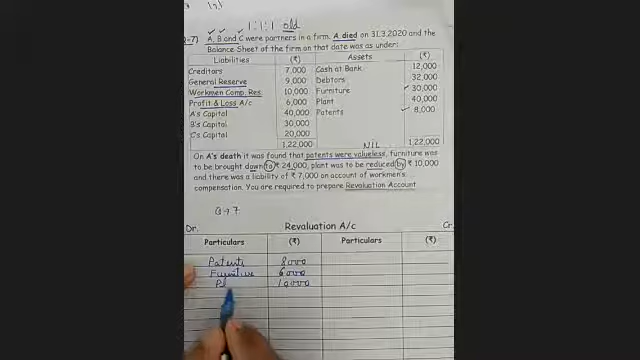 1:1:1 old
Q-7) A, B and C were partners in a firm. A died on 31.3.2020 and the
Balance Sheet of the firm on that date was as under:
Liabilities (₹) Assets (₹)
Creditors 7,000 Cash at Bank 12,000
General Reserve 9,000 Debtors 32,000
Workmen Comp. Res. 10,000 Furniture 30,000
Profit & Loss A/c 6,000 Plant 40,000
A's Capital 40,000 Patents 8,000
B's Capital 30,000
C's Capital 20,000 NIL
1,22,000 1,22,000
On A's death it was found that patents were valueless, furniture was
to be brought down to ₹ 24,000, plant was to be reduced by ₹ 10,000
and there was a liability of ₹ 7,000 on account of workmen's
compensation. You are required to prepare Revaluation Account.
Q→7
Dr. Revaluation A/c Cr.
Particulars (₹) Particulars (₹)
Patents 8000
Furniture 6000
Pl 10000